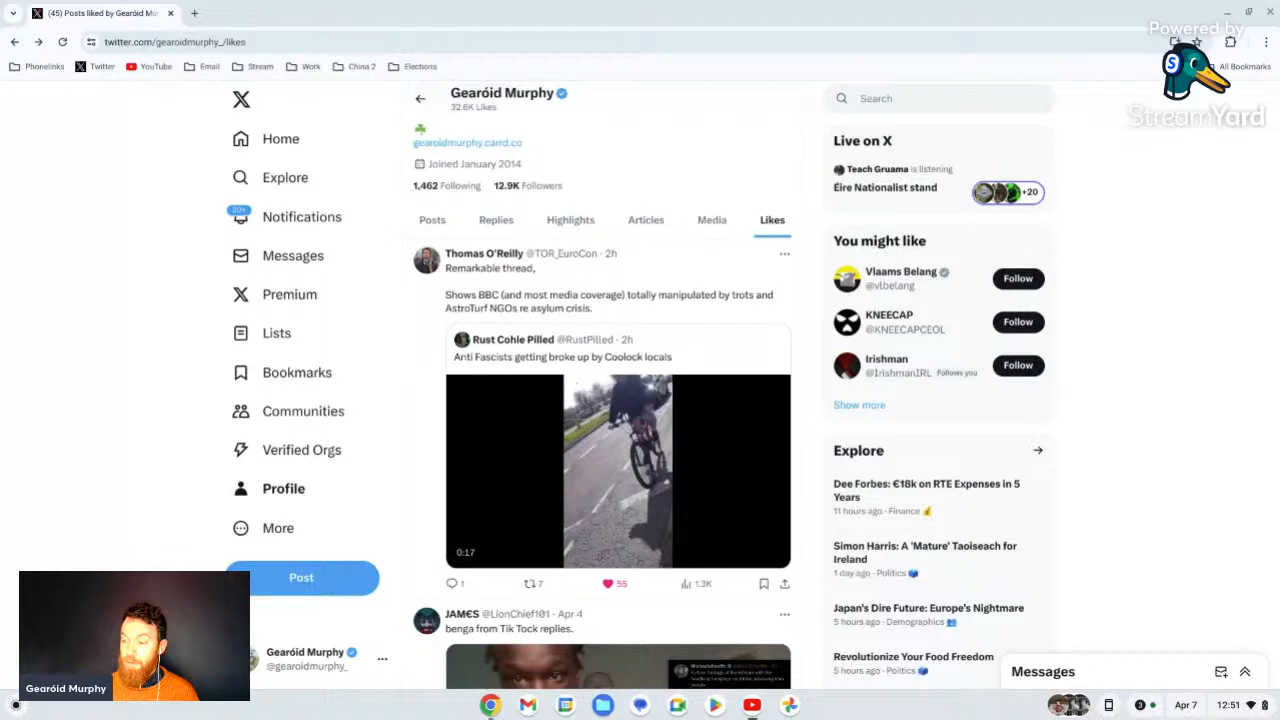 (45) Posts liked by Gearóid Mur
twitter.com/gearoidmurphy_/likes
Phonelinks
Twitter
YouTube
Email
Stream
Work
China 2
Elections
All Bookmarks
Powered by
StreamYard
Home
Explore
20+
Notifications
Messages
Premium
Lists
Bookmarks
Communities
Verified Orgs
Profile
More
Post
Gearóid Murphy
@gearoidmurphy_
Gearóid Murphy
32.6K Likes
gearoidmurphy.carrd.co
Joined January 2014
1,462 Following 12.9K Followers
Posts Replies Highlights Articles Media Likes
Thomas O'Reilly @TOR_EuroCon · 2h
Remarkable thread,
Shows BBC (and most media coverage) totally manipulated by trots and
AstroTurf NGOs re asylum crisis.
Rust Cohle Pilled @RustPilled · 2h
Anti Fascists getting broke up by Coolock locals
0:17
1 7 55 1.3K
JAM€S @LionChief101 · Apr 4
benga from Tik Tock replies.
Search
Live on X
Teach Gruama is listening
Éire Nationalist stand
+20
You might like
Vlaams Belang
@vlbelang
Follow
KNEECAP
@KNEECAPCEOL
Follow
Irishman
@IrishmanIRL Follows you
Follow
Show more
Explore
Dee Forbes: €18k on RTE Expenses in 5
Years
11 hours ago · Finance
Simon Harris: A 'Mature' Taoiseach for
Ireland
1 day ago · Politics
Japan's Dire Future: Europe's Nightmare
5 hours ago · Demographics
Revolutionize Your Food Freedom
5 hours ago · Politics
Messages
Murphy
3
Apr 7
12:51